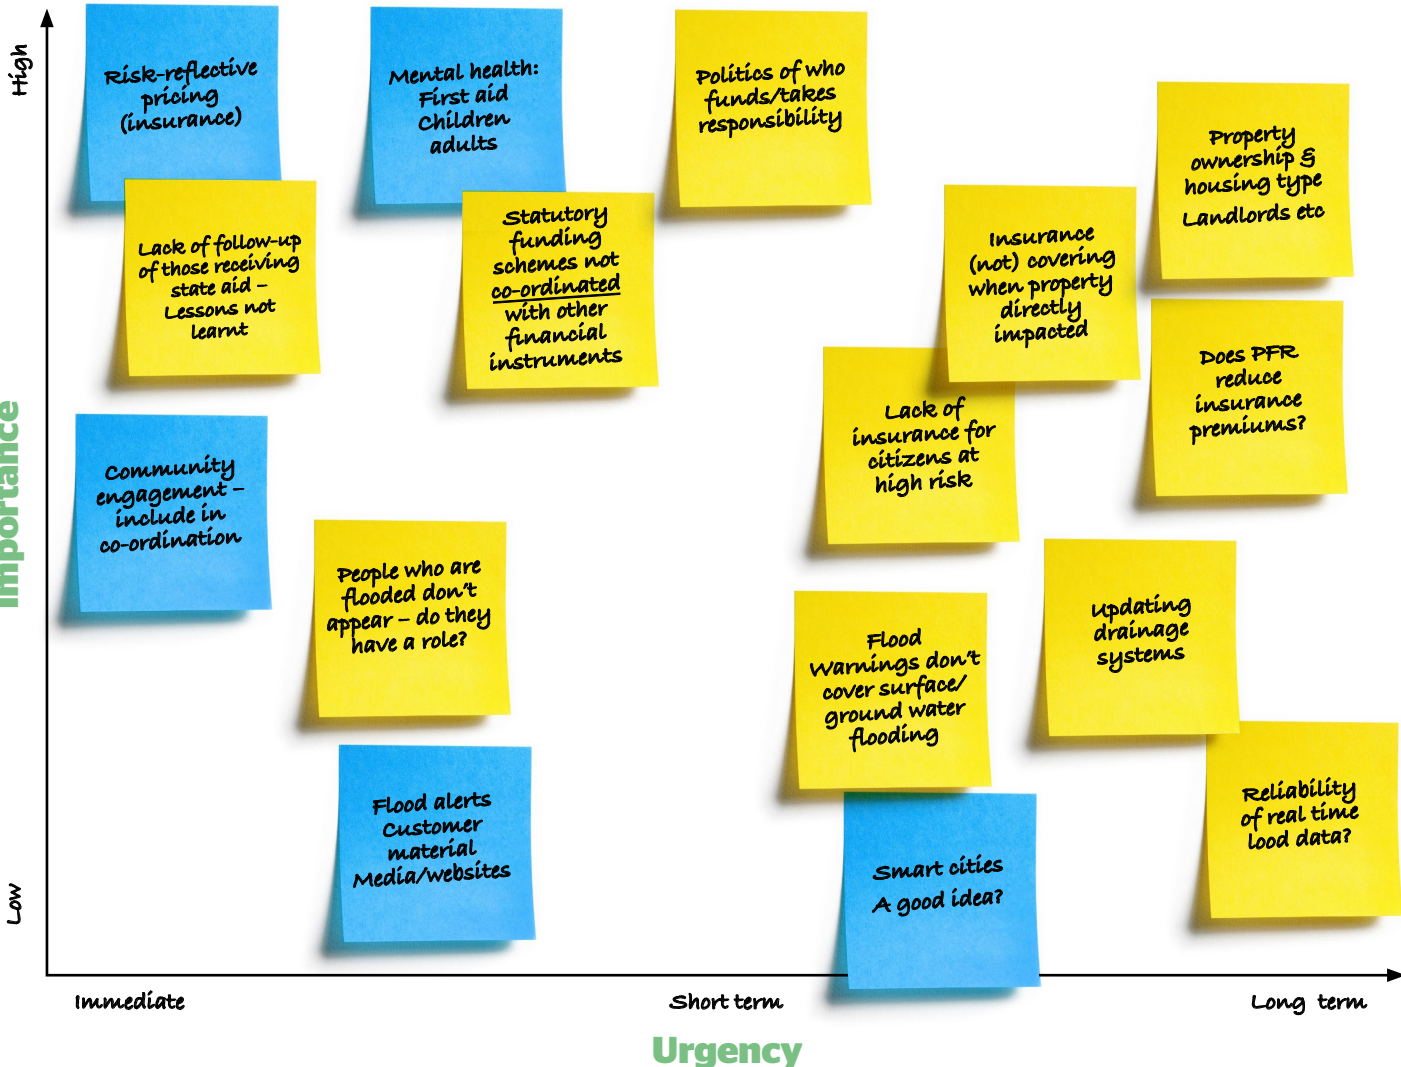 High
Risk-reflective
pricing
(insurance)
Mental health:
First aid
Children
adults
Politics of who
funds/takes
responsibility
Property
ownership &
housing type
Landlords etc
Lack of follow-up
of those receiving
state aid –
Lessons not
learnt
Statutory
funding
schemes not
co-ordinated
with other
financial
instruments
Insurance
(not) covering
when property
directly
impacted
Does PFR
reduce
insurance
premiums?
Lack of
insurance for
citizens at
high risk
Importance
Community
engagement –
include in
co-ordination
People who are
flooded don't
appear – do they
have a role?
Flood
Warnings don't
cover surface/
ground water
flooding
Updating
drainage
systems
Flood alerts
Customer
material
Media/websites
Smart cities
A good idea?
Reliability
of real time
lood data?
Low
Immediate
Short term
Long term
Urgency